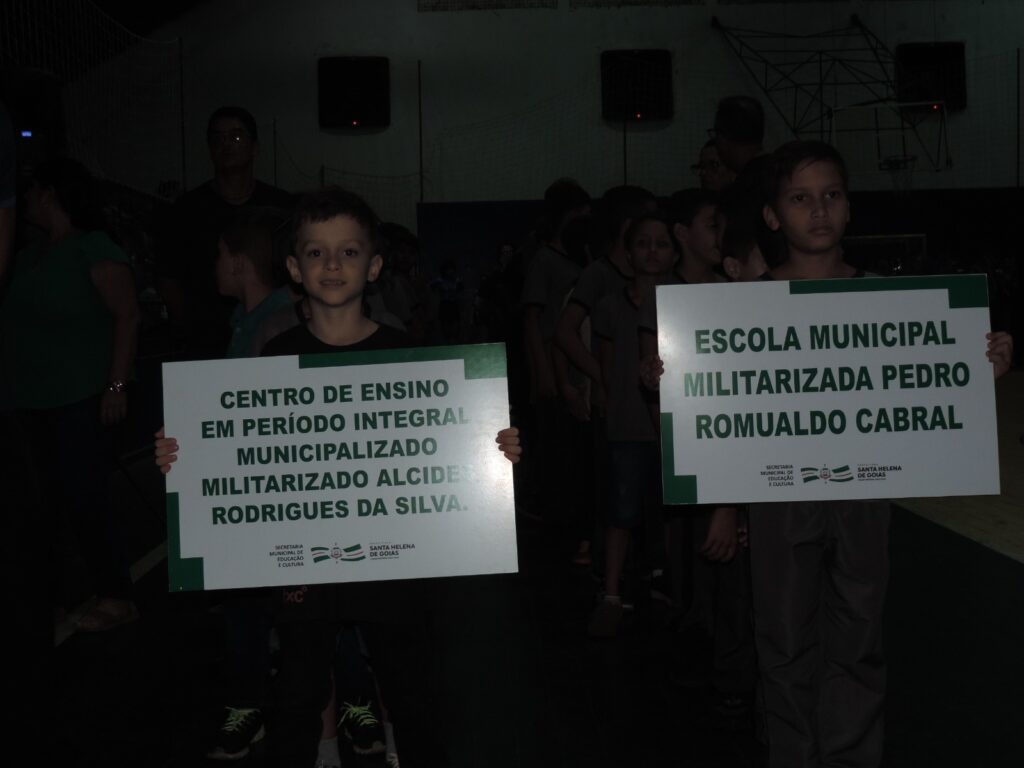 CENTRO DE ENSINO
EM PERÍODO INTEGRAL
MUNICIPALIZADO
MILITARIZADO ALCIDES
RODRIGUES DA SILVA.
SECRETARIA
MUNICIPAL DE
EDUCAÇÃO
E CULTURA
SANTA HELENA
DE GOIÁS
ESCOLA MUNICIPAL
MILITARIZADA PEDRO
ROMUALDO CABRAL
SECRETARIA
MUNICIPAL DE
EDUCAÇÃO
E CULTURA
SANTA HELENA
DE GOIÁS